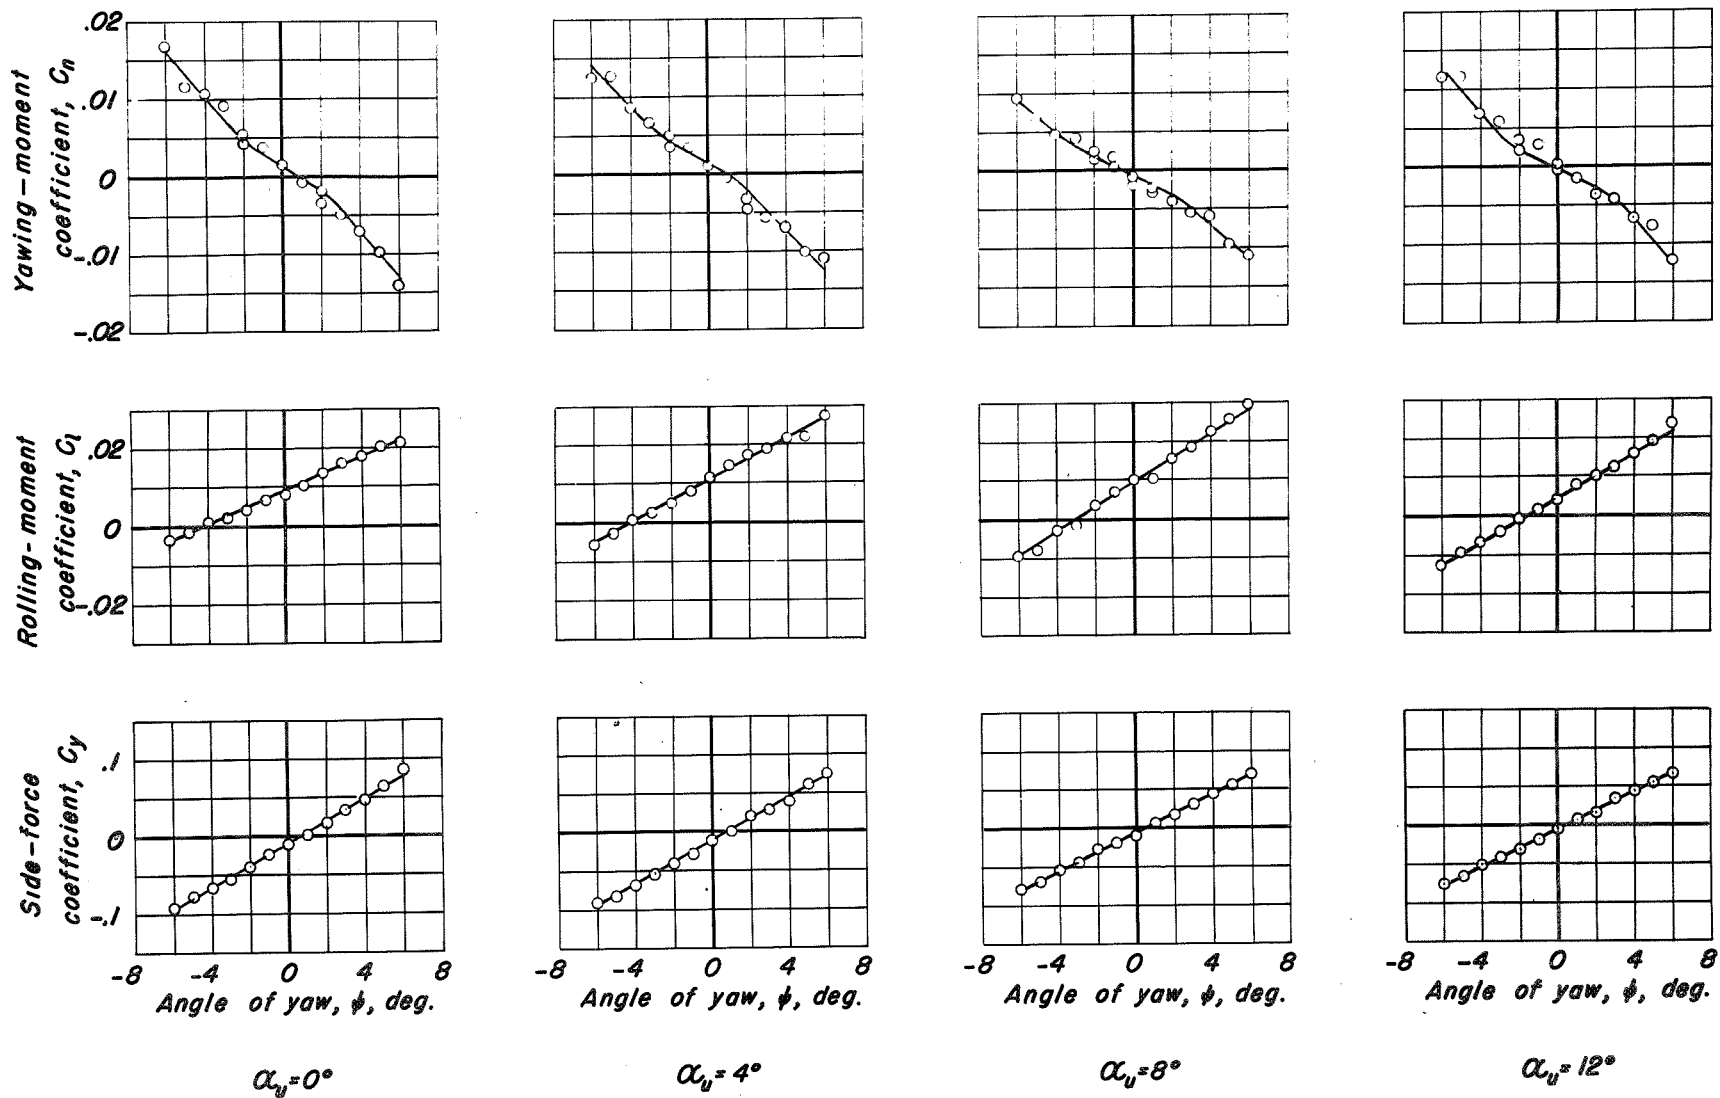 Yawing-moment
coefficient, Cn
.02
.01
0
-.01
-.02
Rolling-moment
coefficient, Cl
.02
0
-.02
Side-force
coefficient, Cy
.1
0
-.1
-8 -4 0 4 8
Angle of yaw, ψ, deg.
αu=0°
-8 -4 0 4 8
Angle of yaw, ψ, deg.
αu=4°
-8 -4 0 4 8
Angle of yaw, ψ, deg.
αu=8°
-8 -4 0 4 8
Angle of yaw, ψ, deg.
αu=12°